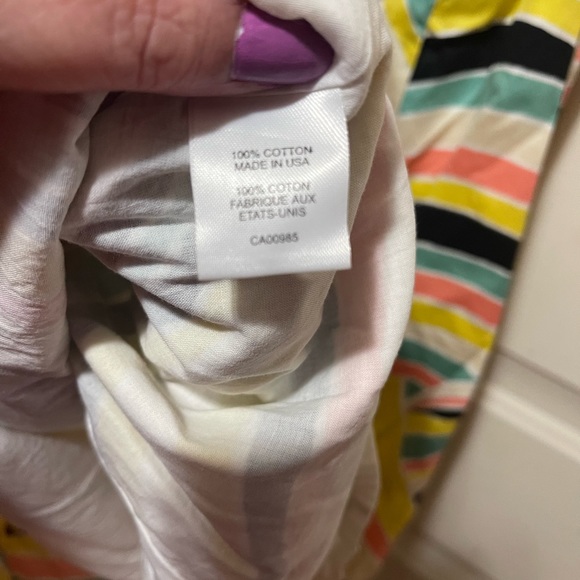 100% COTTON
MADE IN USA
100% COTON
FABRIQUE AUX
ETATS-UNIS
CA00985